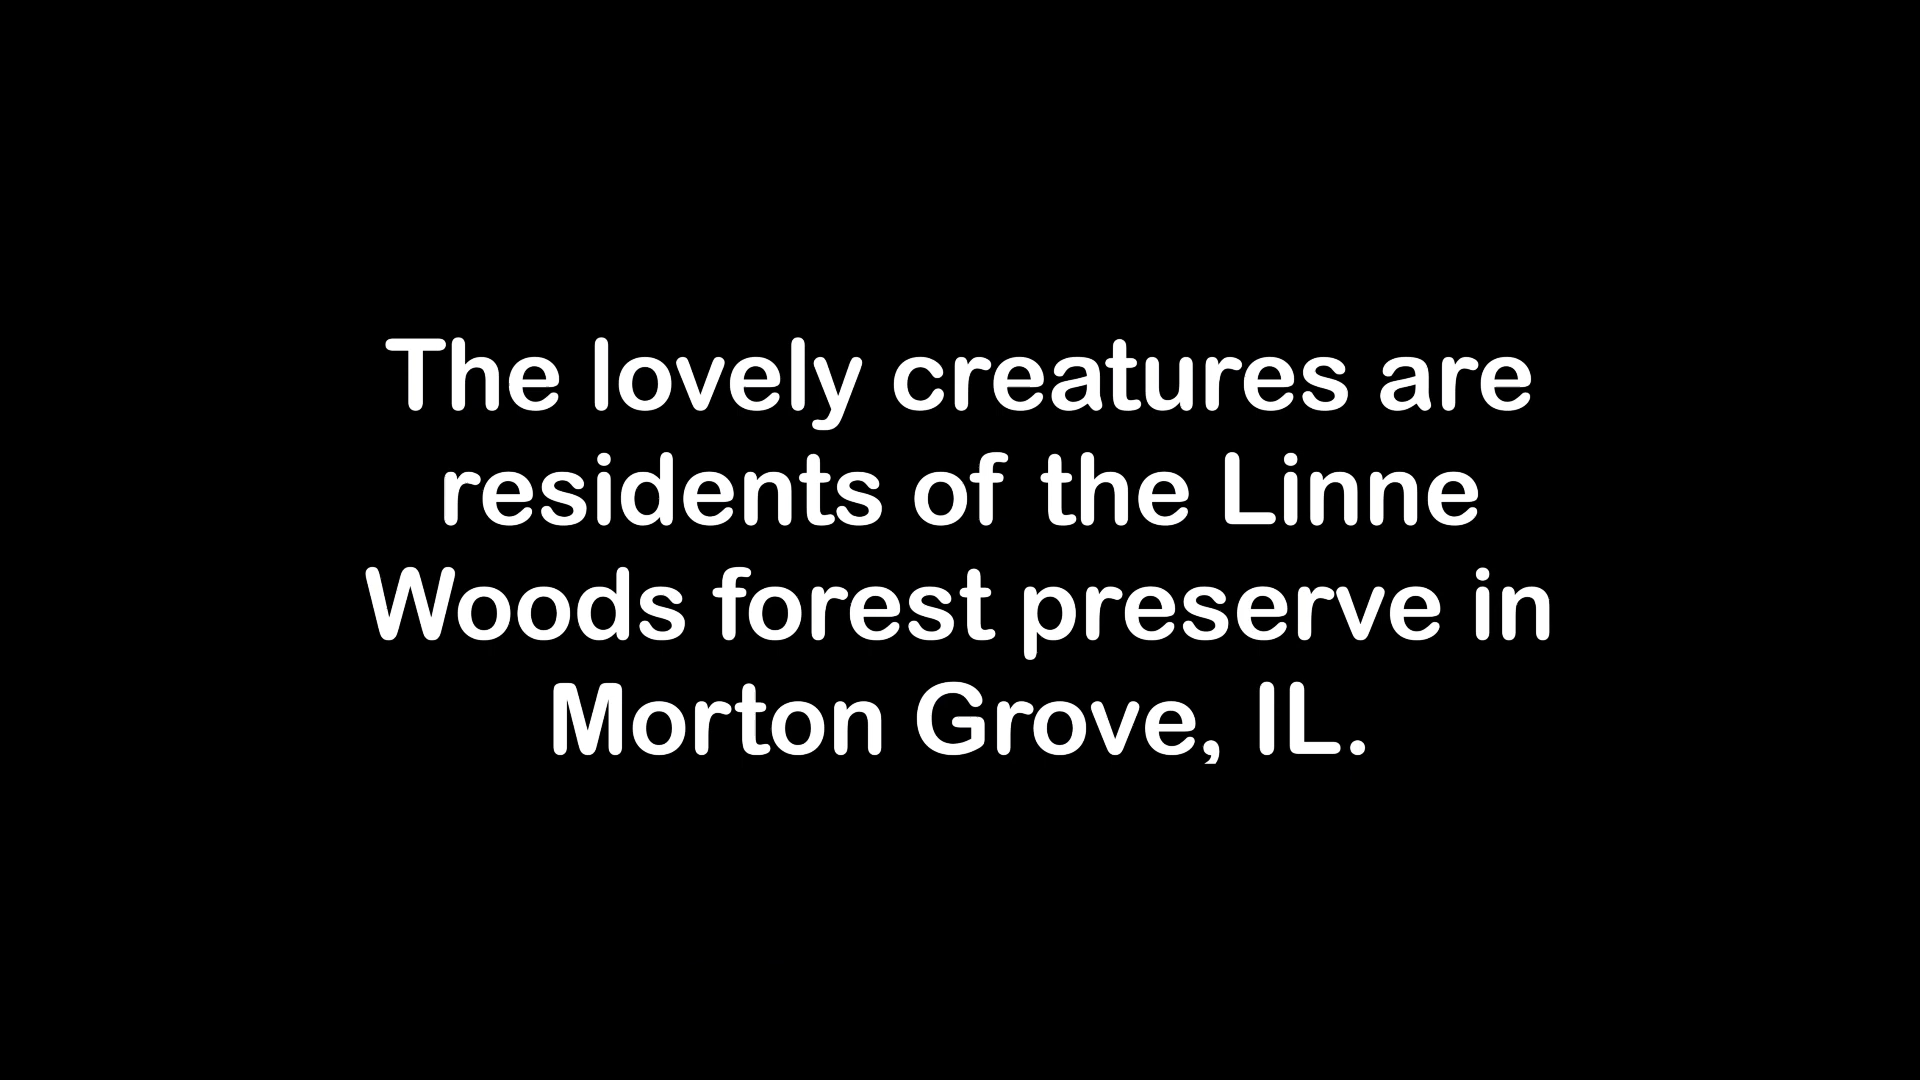 The lovely creatures are
residents of the Linne
Woods forest preserve in
Morton Grove, IL.